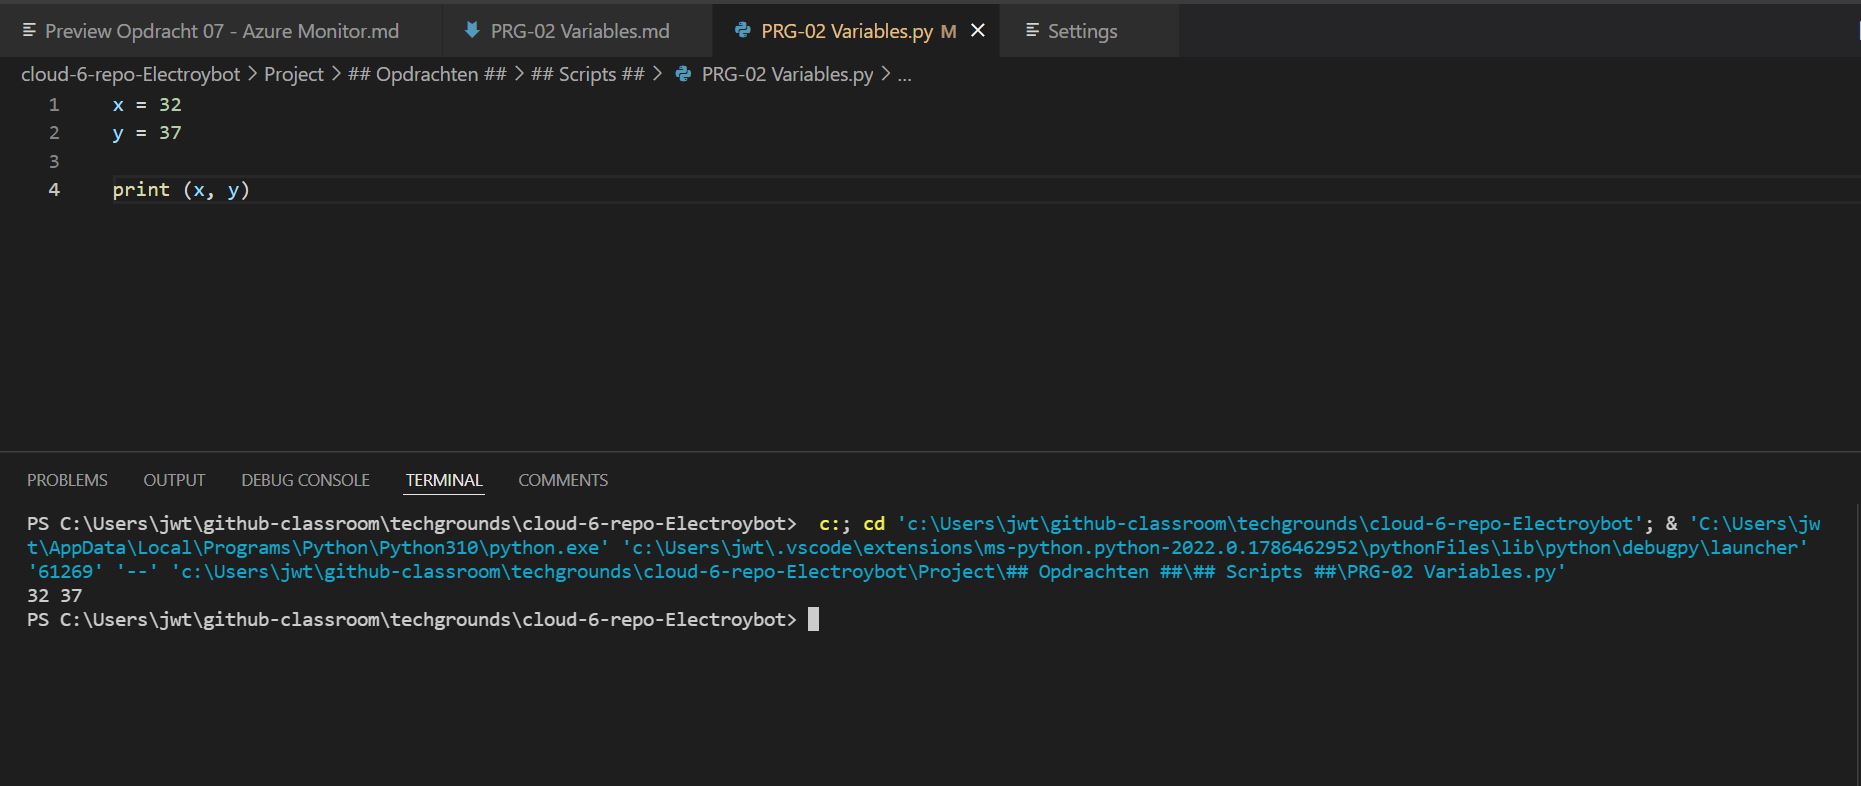 Preview Opdracht 07 - Azure Monitor.md PRG-02 Variables.md PRG-02 Variables.py M Settings
cloud-6-repo-Electroybot > Project > ## Opdrachten ## > ## Scripts ## > PRG-02 Variables.py > ...
1 x = 32
2 y = 37
3
4 print (x, y)
PROBLEMS OUTPUT DEBUG CONSOLE TERMINAL COMMENTS
PS C:\Users\jwt\github-classroom\techgrounds\cloud-6-repo-Electroybot>  c:; cd 'c:\Users\jwt\github-classroom\techgrounds\cloud-6-repo-Electroybot'; & 'C:\Users\jw
t\AppData\Local\Programs\Python\Python310\python.exe' 'c:\Users\jwt\.vscode\extensions\ms-python.python-2022.0.1786462952\pythonFiles\lib\python\debugpy\launcher'
'61269' '--' 'c:\Users\jwt\github-classroom\techgrounds\cloud-6-repo-Electroybot\Project\## Opdrachten ##\## Scripts ##\PRG-02 Variables.py'
32 37
PS C:\Users\jwt\github-classroom\techgrounds\cloud-6-repo-Electroybot>